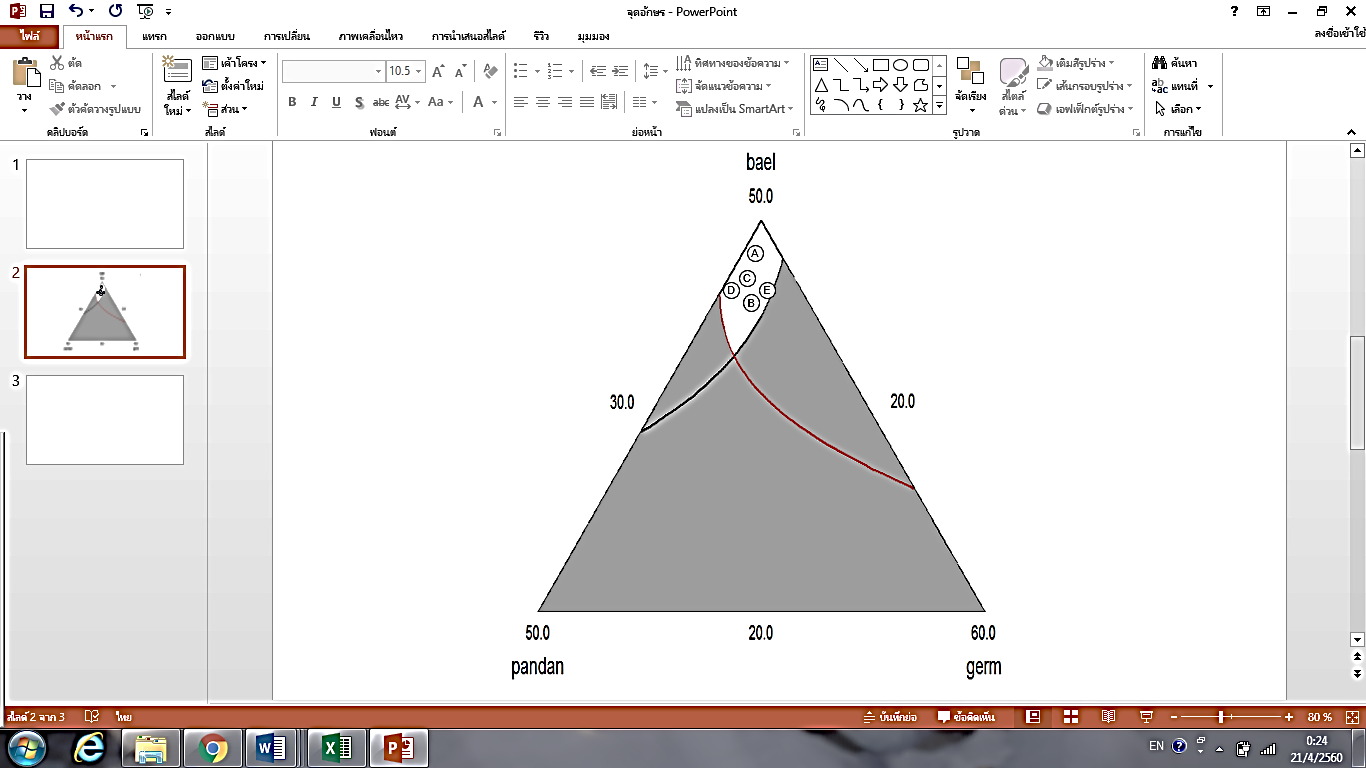 จุดอักษร - PowerPoint
ไฟล์ หน้าแรก แทรก ออกแบบ การเปลี่ยน ภาพเคลื่อนไหว การนำเสนอสไลด์ รีวิว มุมมอง ลงชื่อเข้าใช้
วาง
ตัด
คัดลอก
ตัวคัดวางรูปแบบ
คลิปบอร์ด
สไลด์
ใหม่
เค้าโครง
ตั้งค่าใหม่
ส่วน
สไลด์
10.5
B I U S abc AV Aa A
ฟอนต์
ทิศทางของข้อความ
จัดแนวข้อความ
แปลงเป็น SmartArt
ย่อหน้า
จัดเรียง
สไตล์
ด่วน
เติมสีรูปร่าง
เส้นกรอบรูปร่าง
เอฟเฟ็กต์รูปร่าง
รูปวาด
ค้นหา
แทนที่
เลือก
การแก้ไข
1
2
3
bael
50.0
A
C
D E
B
30.0 20.0
50.0 20.0 60.0
pandan germ
สไลด์ 2 จาก 3 ไทย บันทึกย่อ ข้อคิดเห็น 80 %
EN 0:24
21/4/2560